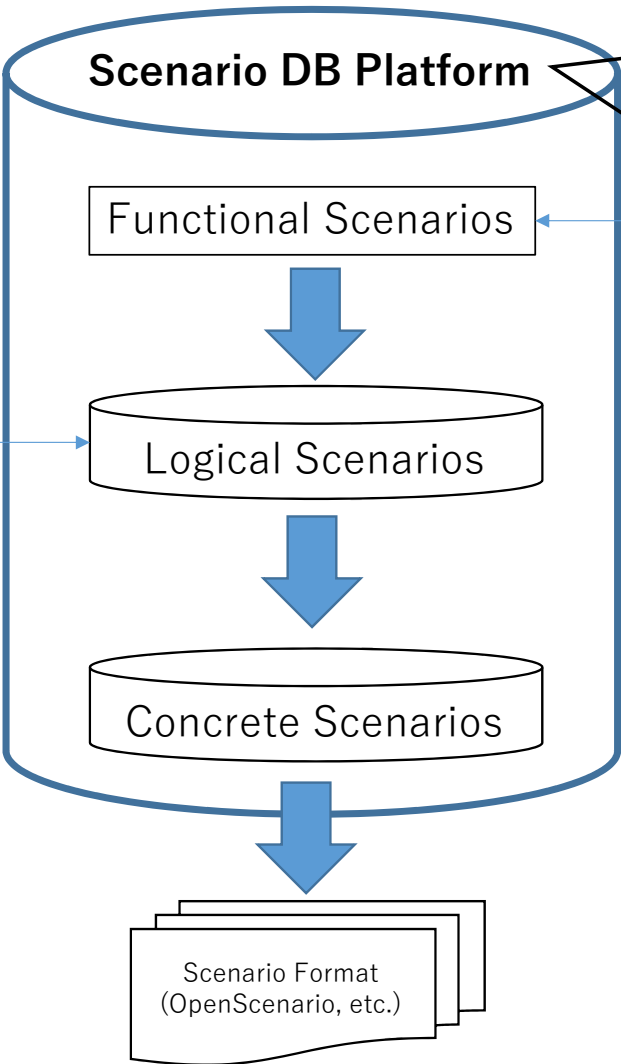 Scenario DB Platform
Functional Scenarios
Logical Scenarios
Concrete Scenarios
Scenario Format
(OpenScenario, etc.)